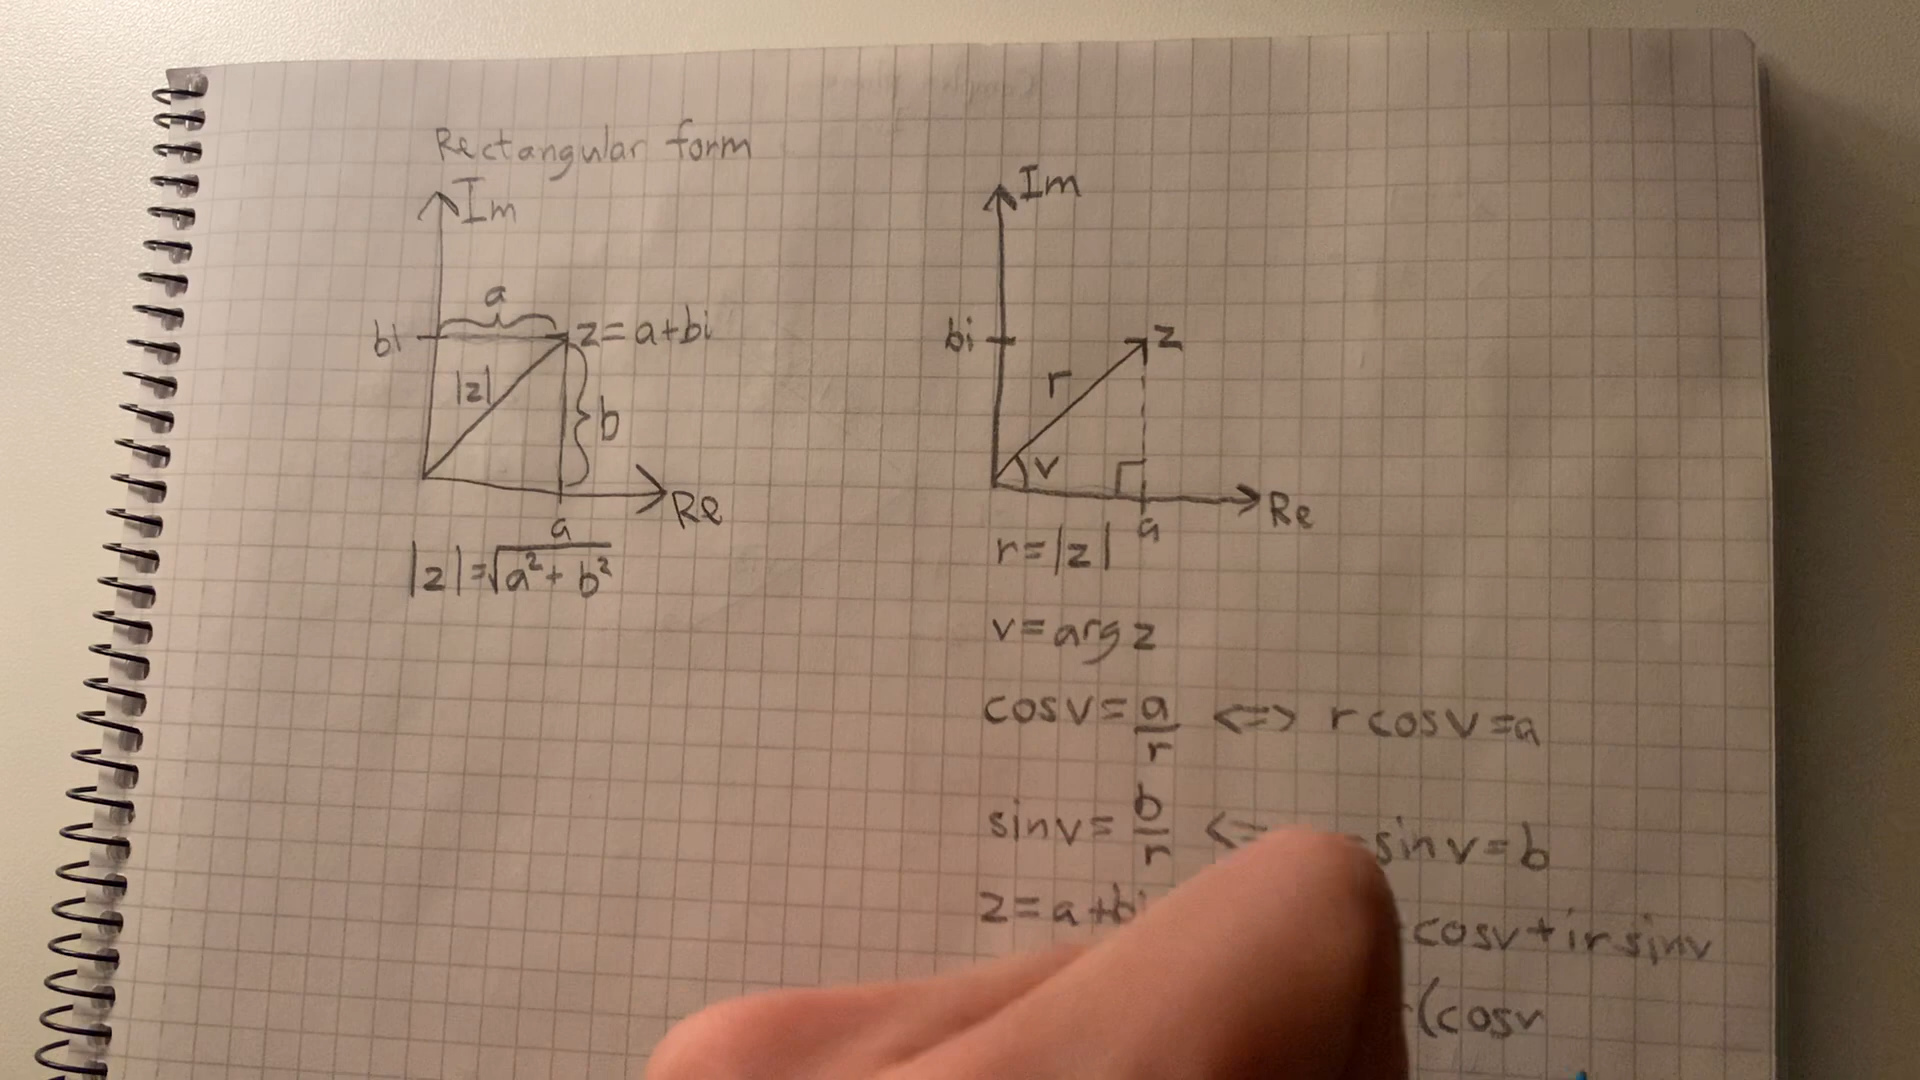 Rectangular form
Im
a
bi
z = a+bi
|z|
b
Re
a
|z| = √a² + b²
Im
bi
z
r
v
Re
a
r = |z|
v = arg z
cos v = a/r <=> r cos v = a
sin v = b/r <= sin v = b
z = a + bi cos v + i r sin v
(cos v